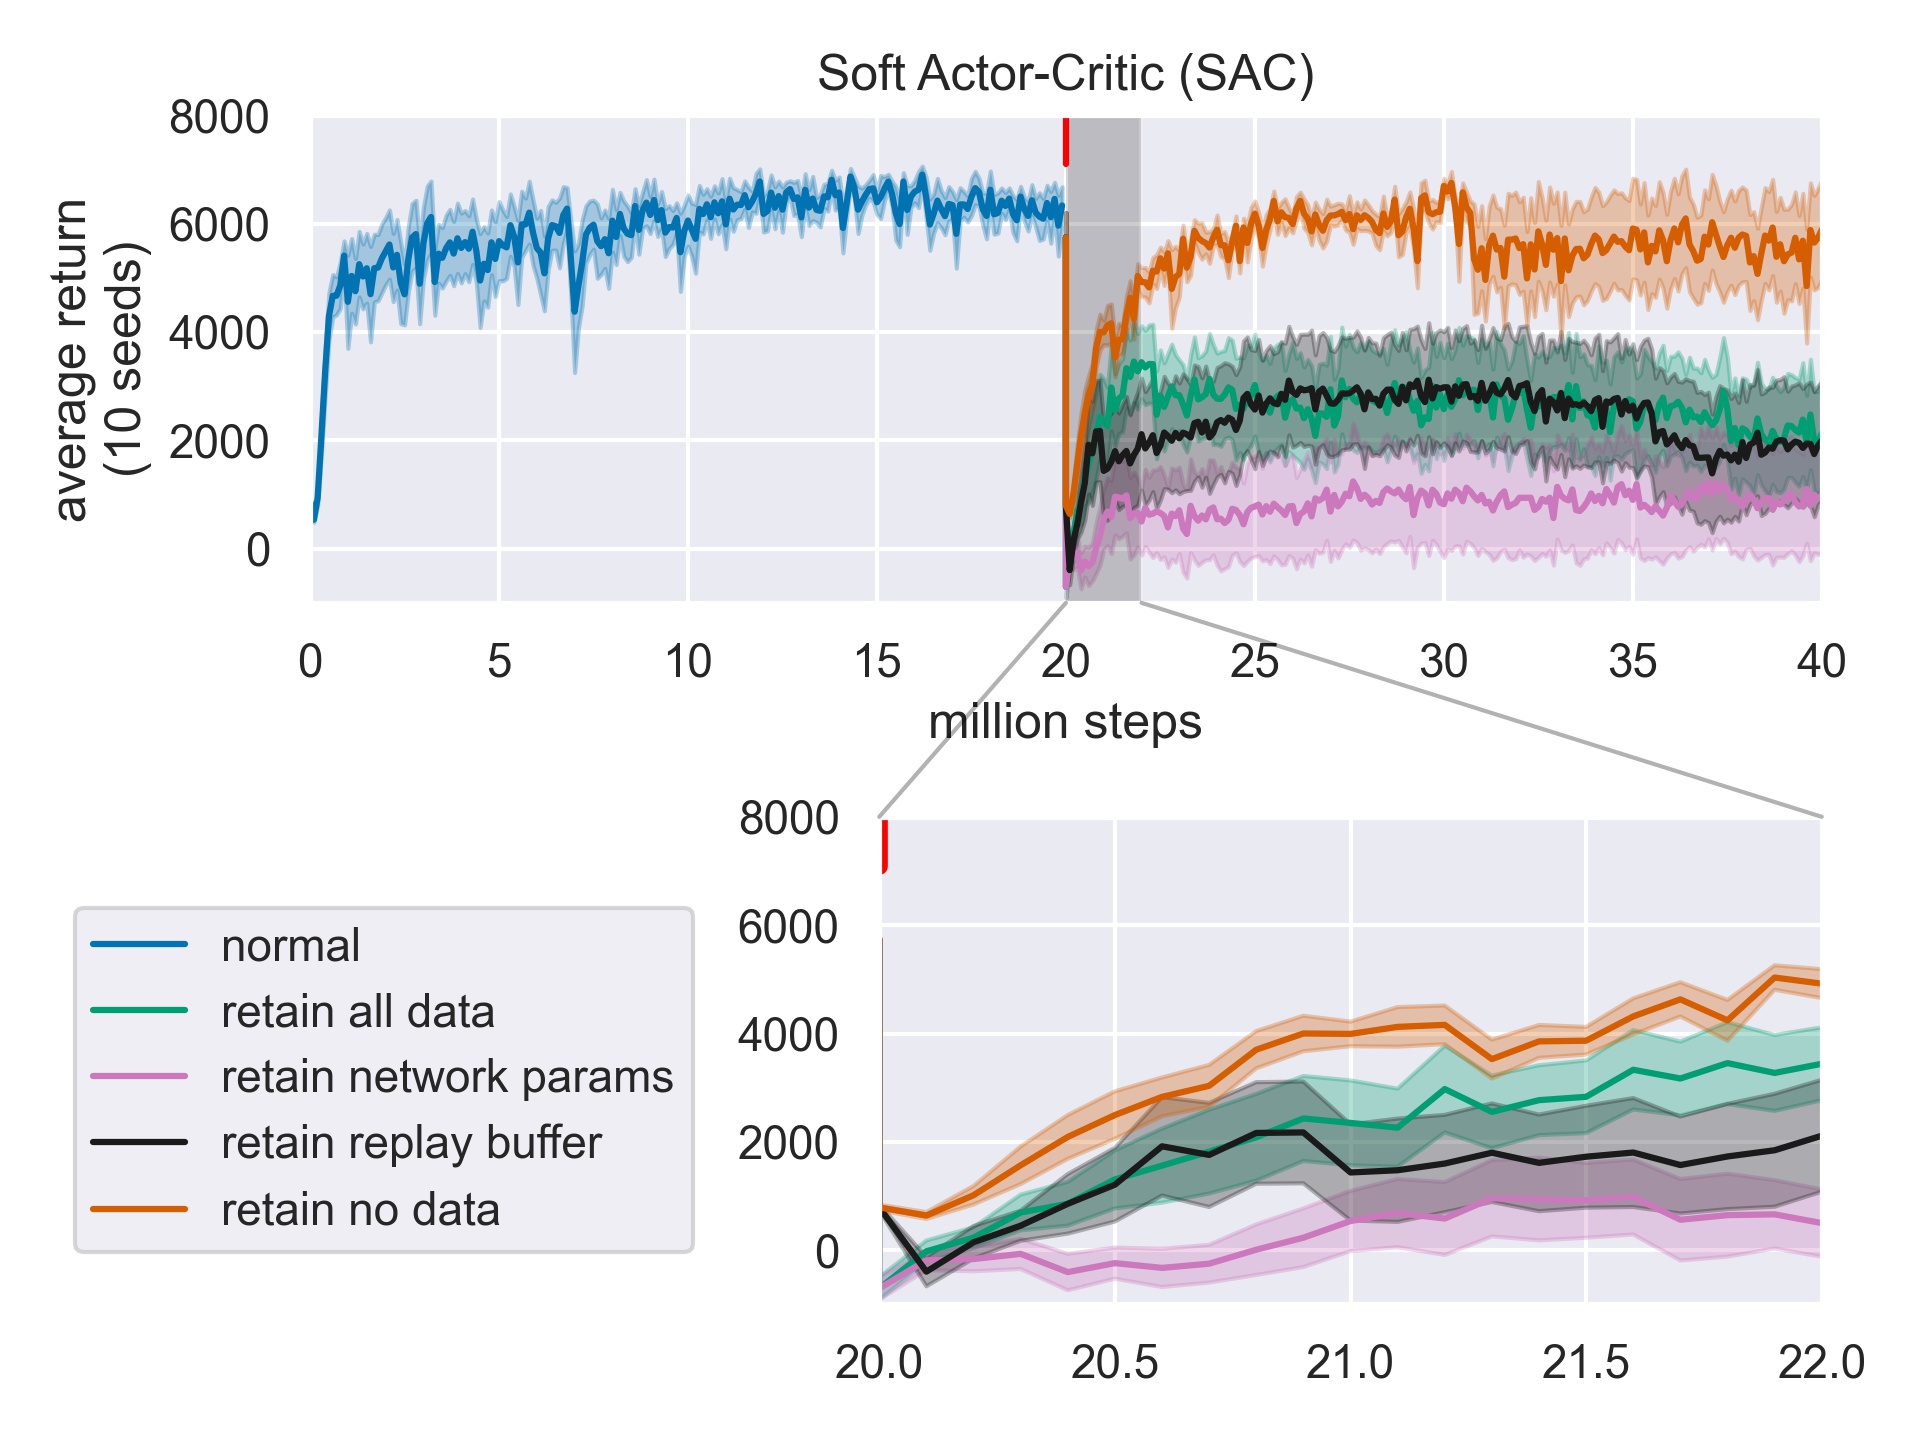 Soft Actor-Critic (SAC)
average return
(10 seeds)
8000
6000
4000
2000
0
0 5 10 15 20 25 30 35 40
million steps
8000
6000
4000
2000
0
20.0 20.5 21.0 21.5 22.0
normal
retain all data
retain network params
retain replay buffer
retain no data